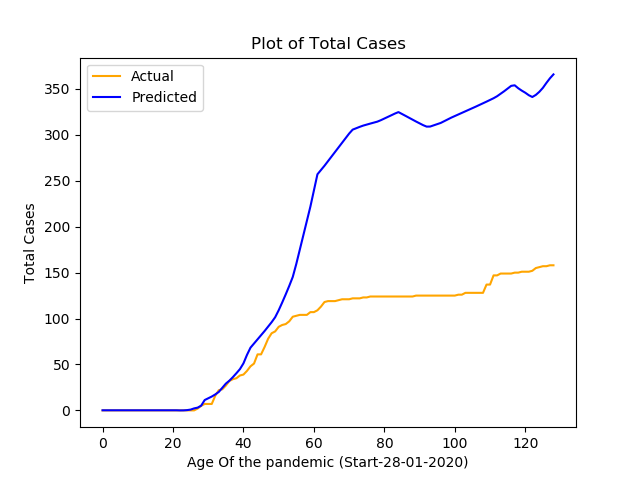 Plot of Total Cases
Actual
Predicted
350
300
250
200
150
100
50
0
Total Cases
0 20 40 60 80 100 120
Age Of the pandemic (Start-28-01-2020)